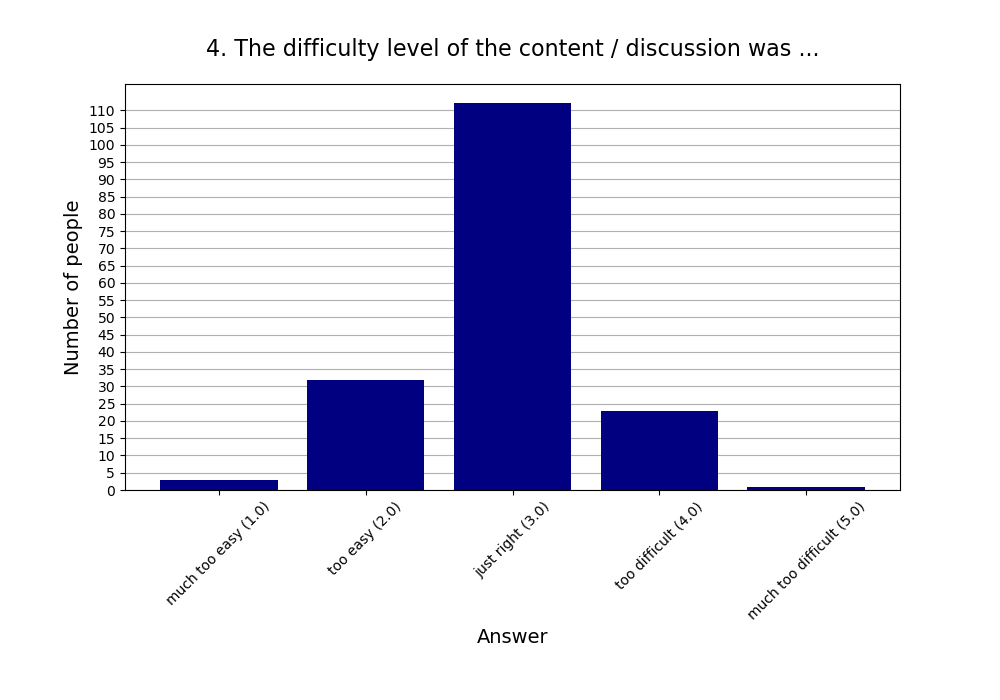 4. The difficulty level of the content / discussion was ...
110
105
100
95
90
85
80
75
70
65
60
55
50
45
40
35
30
25
20
15
10
5
0
Number of people
much too easy (1.0)
too easy (2.0)
just right (3.0)
too difficult (4.0)
much too difficult (5.0)
Answer